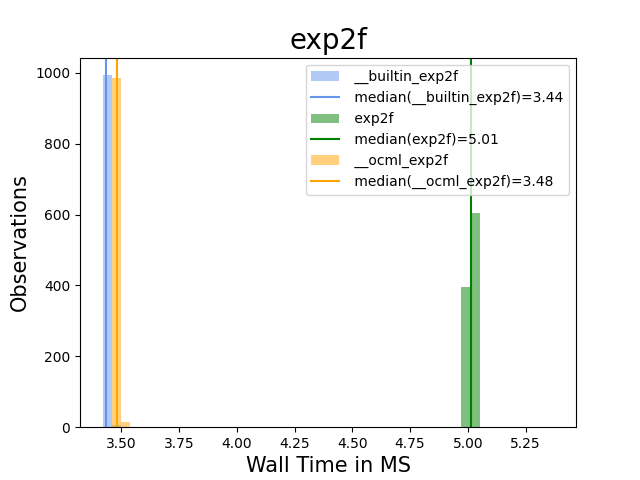 exp2f
Observations
1000
800
600
400
200
0
__builtin_exp2f
median(__builtin_exp2f)=3.44
exp2f
median(exp2f)=5.01
__ocml_exp2f
median(__ocml_exp2f)=3.48
3.50 3.75 4.00 4.25 4.50 4.75 5.00 5.25
Wall Time in MS